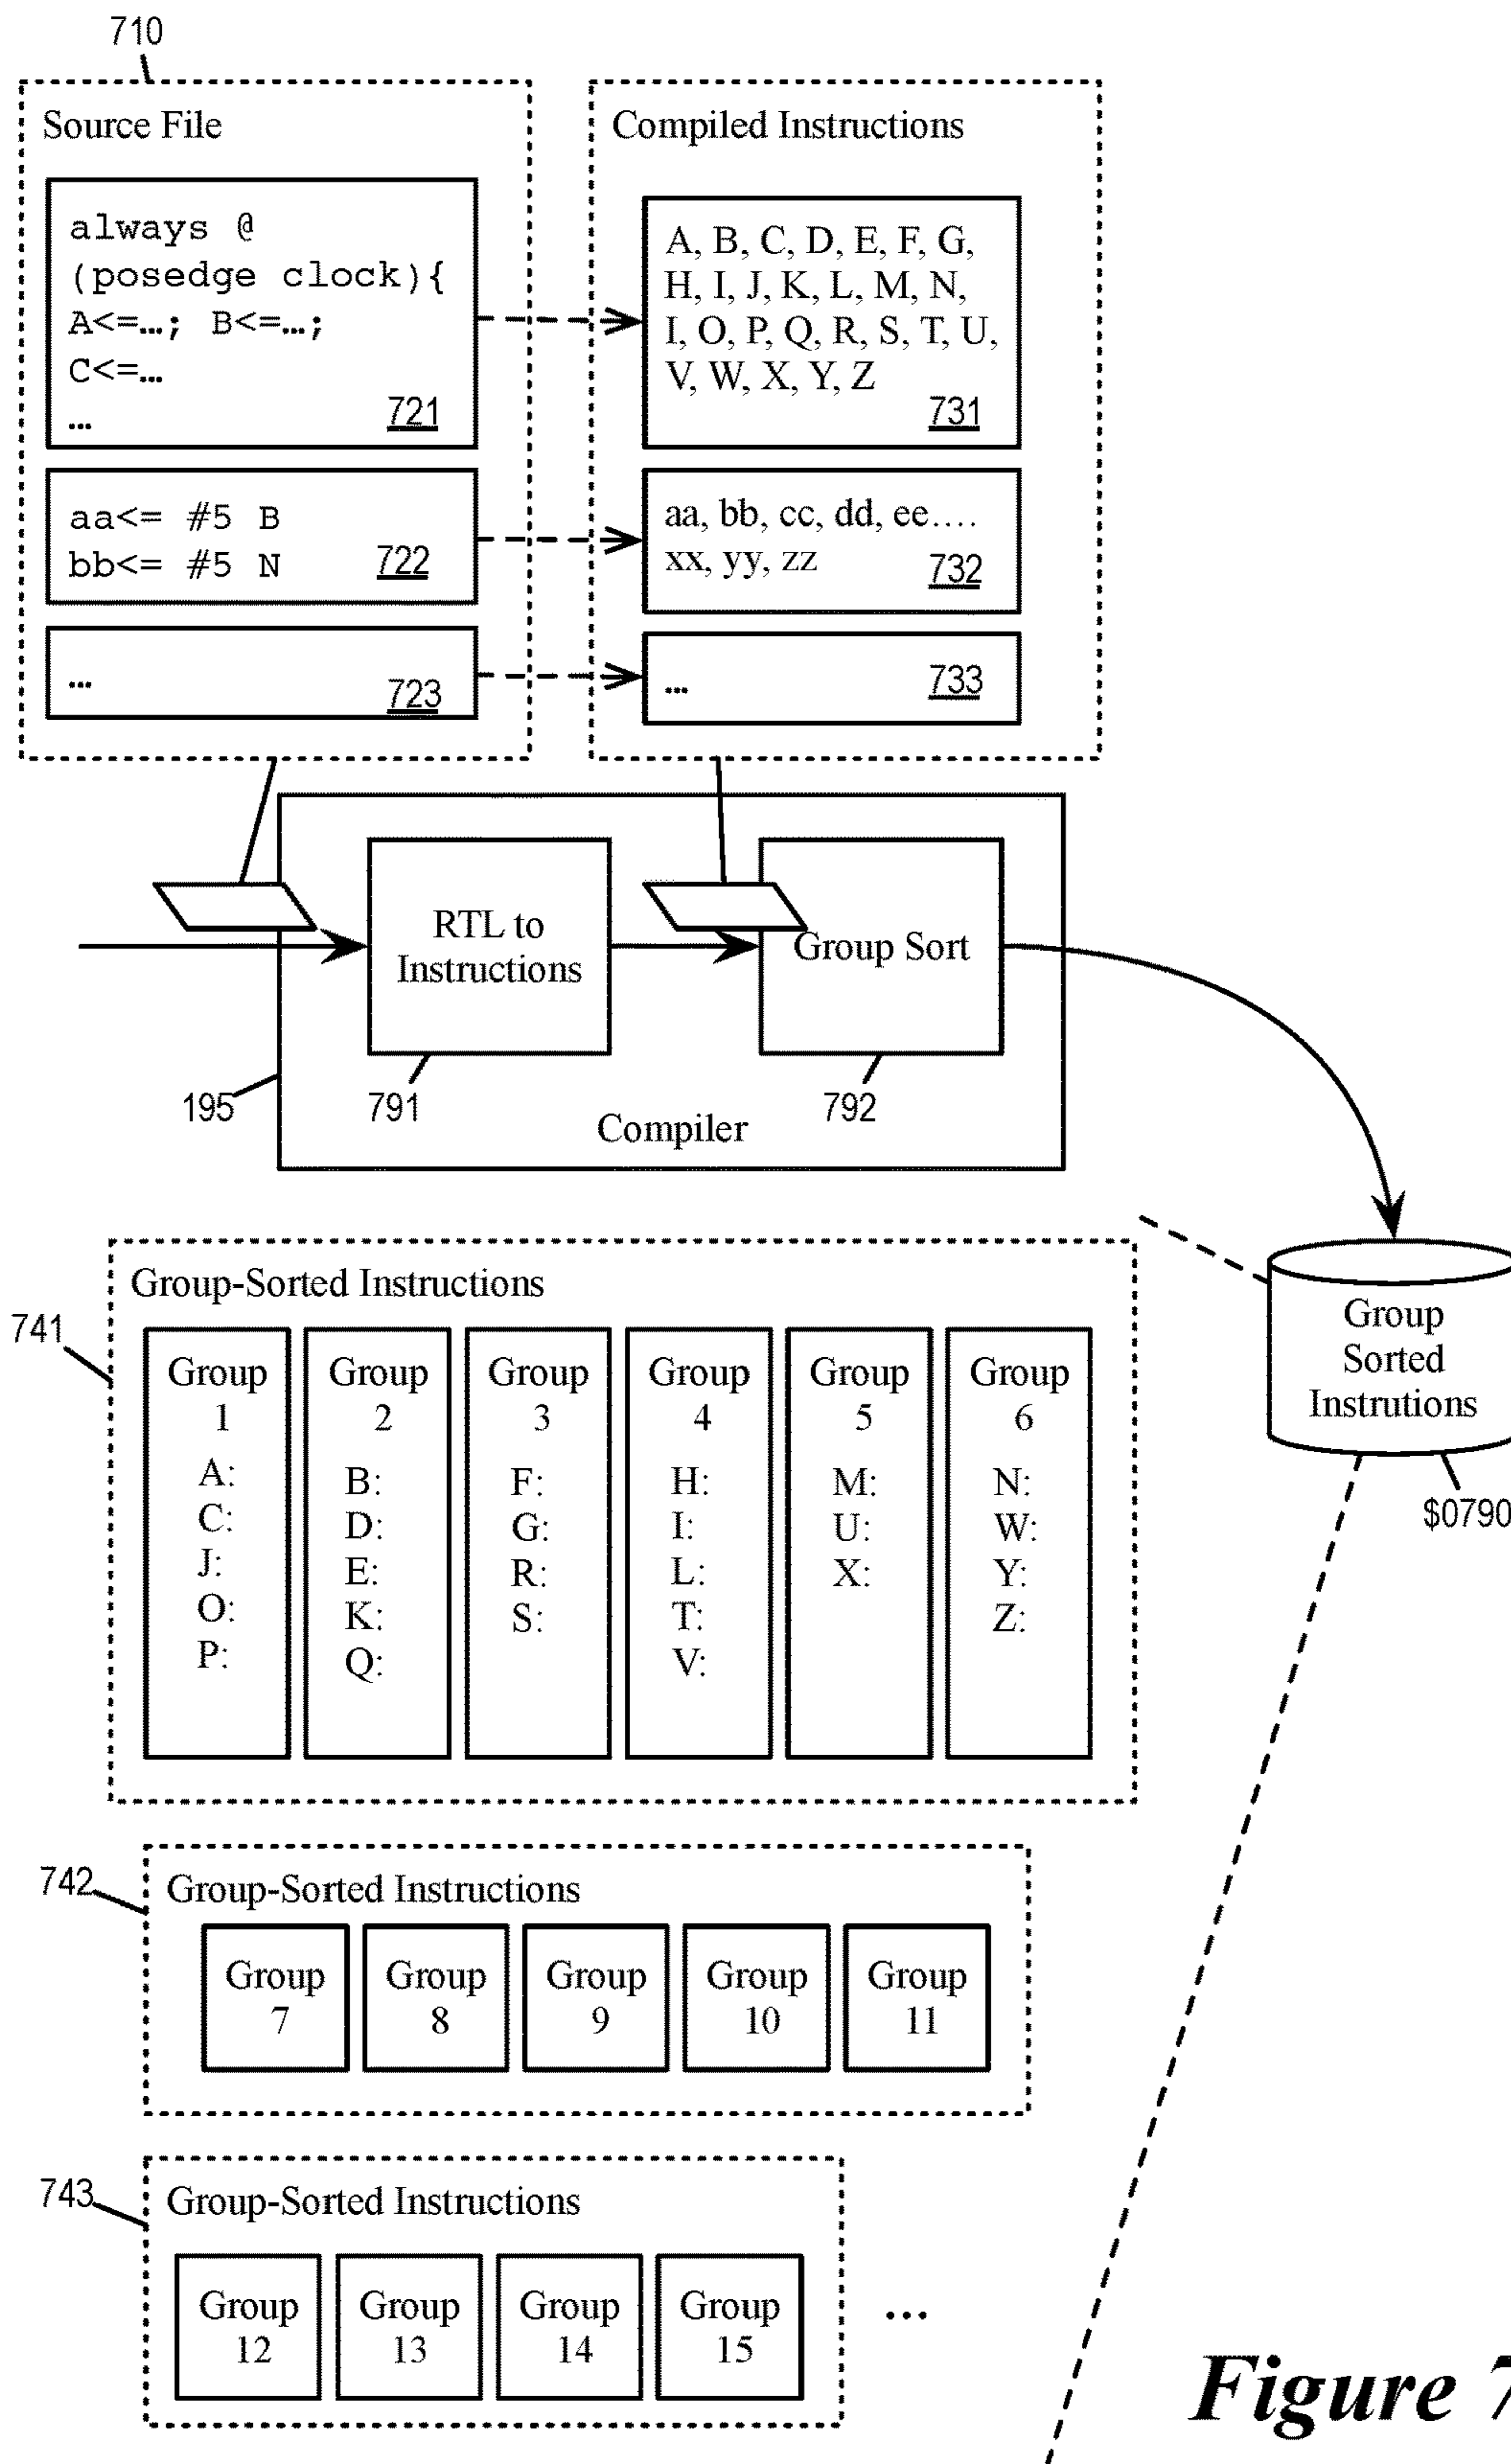 710
Source File
always @
(posedge clock){
A<=…; B<=…;
C<=…
…
721
aa<= #5 B
bb<= #5 N
722
…
723
Compiled Instructions
A, B, C, D, E, F, G,
H, I, J, K, L, M, N,
I, O, P, Q, R, S, T, U,
V, W, X, Y, Z
731
aa, bb, cc, dd, ee….
xx, yy, zz
732
…
733
RTL to
Instructions
Group Sort
195
791
792
Compiler
Group
Sorted
Instrutions
$0790
741
Group-Sorted Instructions
Group
1
A:
C:
J:
O:
P:
Group
2
B:
D:
E:
K:
Q:
Group
3
F:
G:
R:
S:
Group
4
H:
I:
L:
T:
V:
Group
5
M:
U:
X:
Group
6
N:
W:
Y:
Z:
742
Group-Sorted Instructions
Group
7
Group
8
Group
9
Group
10
Group
11
743
Group-Sorted Instructions
Group
12
Group
13
Group
14
Group
15
...
Figure 7